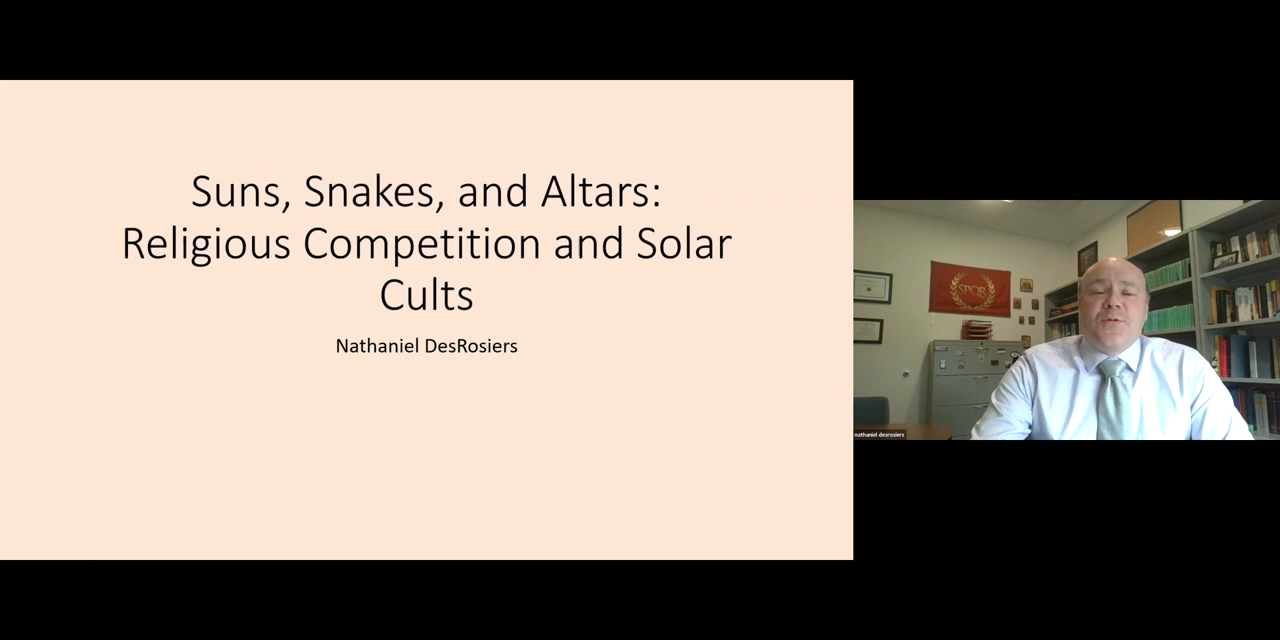 Suns, Snakes, and Altars:
Religious Competition and Solar
Cults
Nathaniel DesRosiers
SPQR
nathaniel desrosiers